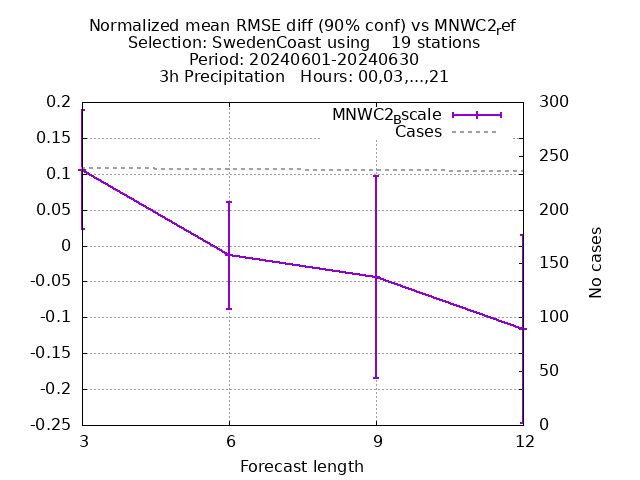 Normalized mean RMSE diff (90% conf) vs MNWC2ref
Selection: SwedenCoast using 19 stations
Period: 20240601-20240630
3h Precipitation Hours: 00,03,...,21
MNWC2Bscale
Cases
0.2
0.15
0.1
0.05
0
-0.05
-0.1
-0.15
-0.2
-0.25
300
250
200
150
100
50
0
No cases
3 6 9 12
Forecast length